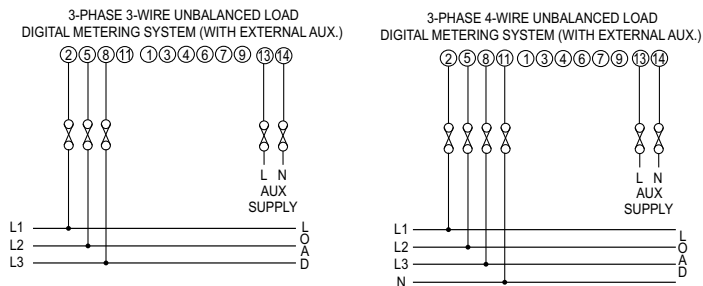 3-PHASE 3-WIRE UNBALANCED LOAD
DIGITAL METERING SYSTEM (WITH EXTERNAL AUX.)
2 5 8 11 1 3 4 6 7 9 13 14
L N
AUX
SUPPLY
L1
L2
L3
LOAD
3-PHASE 4-WIRE UNBALANCED LOAD
DIGITAL METERING SYSTEM (WITH EXTERNAL AUX.)
2 5 8 11 1 3 4 6 7 9 13 14
L N
AUX
SUPPLY
L1
L2
L3
N
LOAD